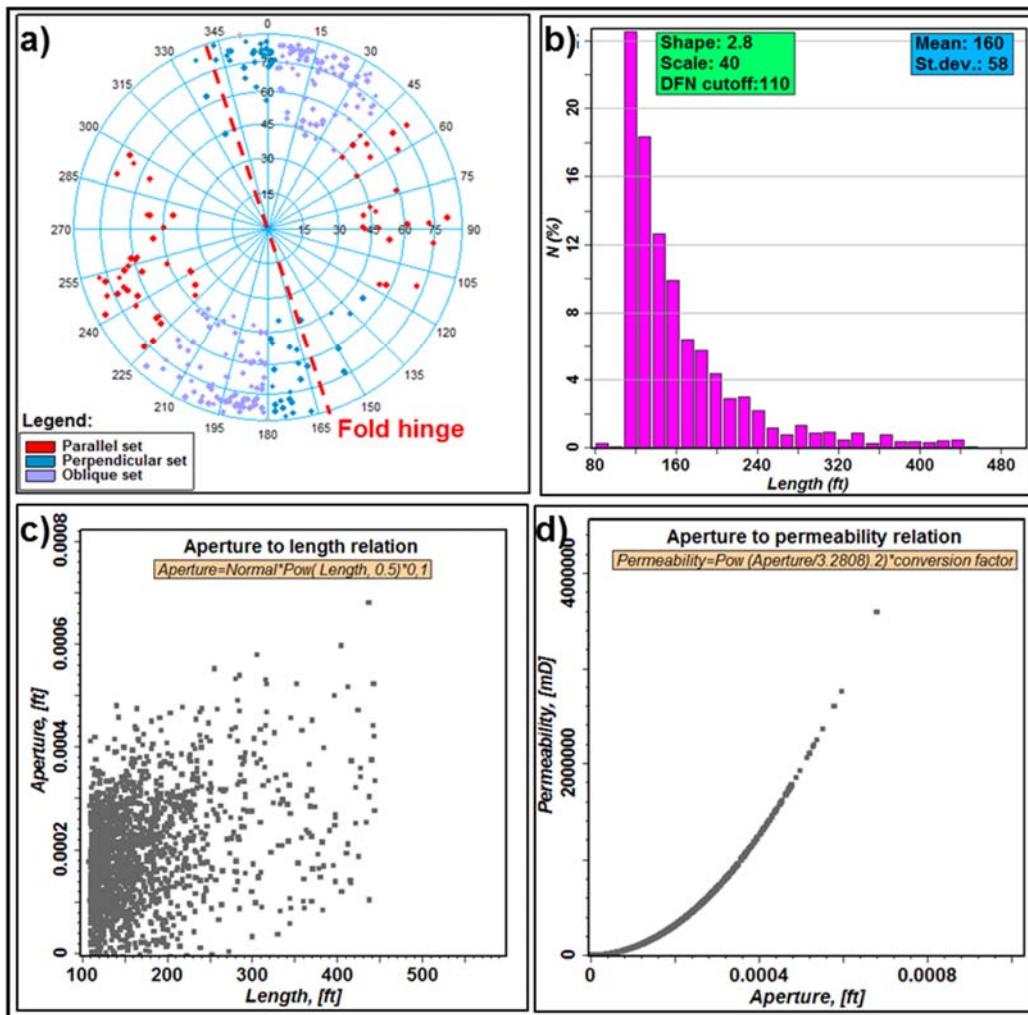 a)
0
15
30
45
60
75
90
105
120
135
150
165
180
195
210
225
240
255
270
285
300
315
330
345
75
60
45
30
15
15
30
45
60
75
Fold hinge
Legend:
Parallel set
Perpendicular set
Oblique set
b)
Shape: 2.8
Scale: 40
DFN cutoff:110
Mean: 160
St.dev.: 58
N (%)
24
20
16
12
8
4
0
80
160
240
320
400
480
Length (ft)
c)
Aperture to length relation
Aperture=Normal*Pow( Length, 0.5)*0,1
Aperture, [ft]
0.0008
0.0006
0.0004
0.0002
0
100
200
300
400
500
Length, [ft]
d)
Aperture to permeability relation
Permeability=Pow (Aperture/3.2808).2)*conversion factor
Permeability, [mD]
4000000
2000000
0
0
0.0004
0.0008
Aperture, [ft]